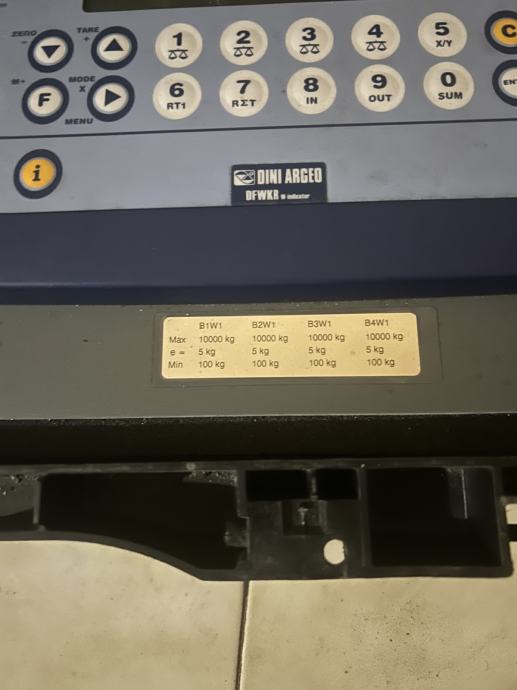 ZERO
TARE
1
2
3
4
5
X/Y
C
MODE
X
F
6
RT1
7
RΣT
8
IN
9
OUT
0
SUM
MENU
i
DINI ARGEO
DFWKR W indicator
B1W1 B2W1 B3W1 B4W1
Max 10000 kg 10000 kg 10000 kg 10000 kg
e = 5 kg 5 kg 5 kg 5 kg
Min 100 kg 100 kg 100 kg 100 kg